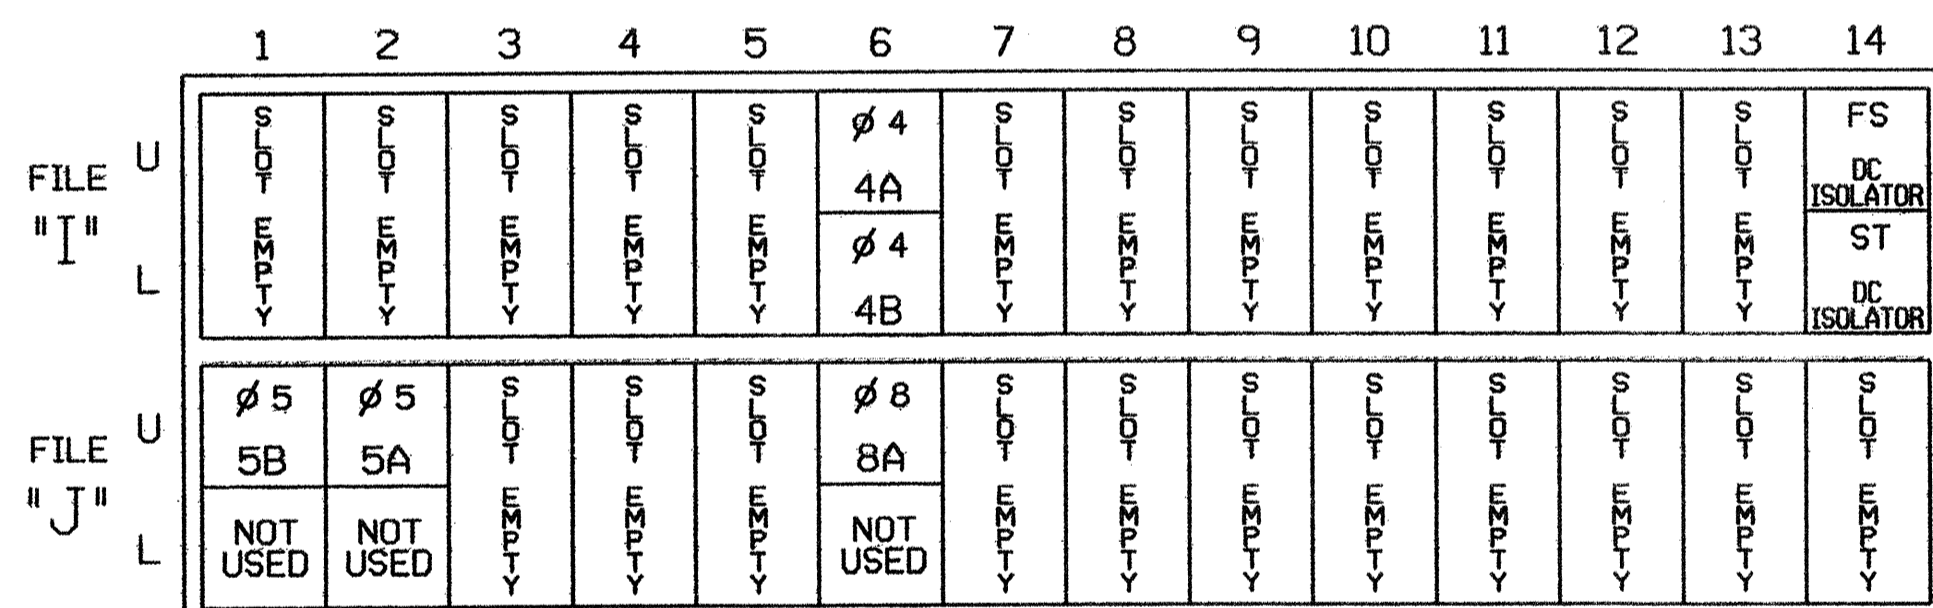 1 2 3 4 5 6 7 8 9 10 11 12 13 14
FILE "I"
U
L
SLOT EMPTY
SLOT EMPTY
SLOT EMPTY
SLOT EMPTY
SLOT EMPTY
ø 4
4A
ø 4
4B
SLOT EMPTY
SLOT EMPTY
SLOT EMPTY
SLOT EMPTY
SLOT EMPTY
SLOT EMPTY
SLOT EMPTY
FS
DC
ISOLATOR
ST
DC
ISOLATOR
FILE "J"
U
L
ø 5
5B
NOT
USED
ø 5
5A
NOT
USED
SLOT EMPTY
SLOT EMPTY
SLOT EMPTY
ø 8
8A
NOT
USED
SLOT EMPTY
SLOT EMPTY
SLOT EMPTY
SLOT EMPTY
SLOT EMPTY
SLOT EMPTY
SLOT EMPTY
SLOT EMPTY